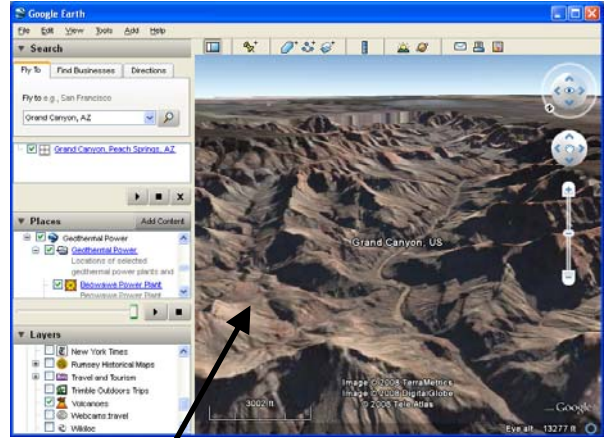 Google Earth
File Edit View Tools Add Help
Search
Fly To Find Businesses Directions
Fly to e.g., San Francisco
Grand Canyon, AZ
Grand Canyon, Peach Springs, AZ
Places Add Content
Geothermal Power
Geothermal Power
Locations of selected
geothermal power plants and
Beowawe Power Plant
Beowawe Power Plant
Layers
New York Times
Rumsey Historical Maps
Travel and Tourism
Trimble Outdoors Trips
Volcanoes
Webcams.travel
Wikiloc
Grand Canyon, US
Image © 2008 TerraMetrics
Image © 2008 DigitalGlobe
© 2008 Tele Atlas
3002 ft
Google
Eye alt 13277 ft